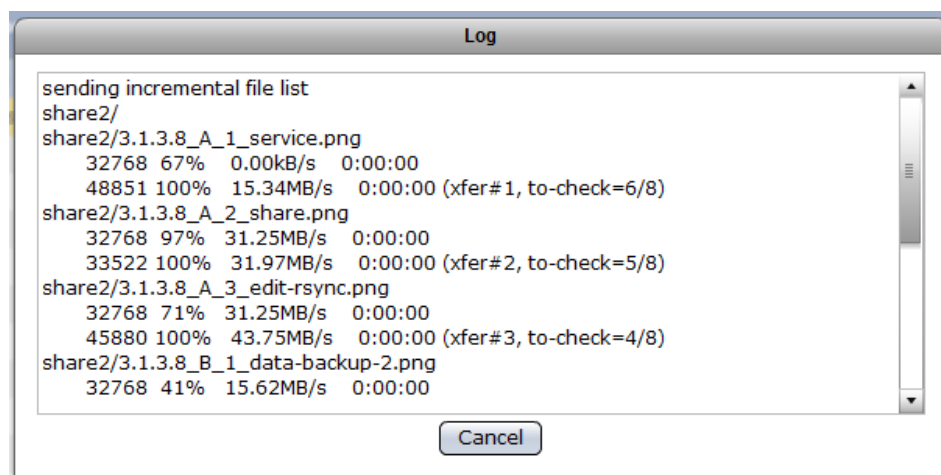 Log
sending incremental file list
share2/
share2/3.1.3.8_A_1_service.png
32768 67% 0.00kB/s 0:00:00
48851 100% 15.34MB/s 0:00:00 (xfer#1, to-check=6/8)
share2/3.1.3.8_A_2_share.png
32768 97% 31.25MB/s 0:00:00
33522 100% 31.97MB/s 0:00:00 (xfer#2, to-check=5/8)
share2/3.1.3.8_A_3_edit-rsync.png
32768 71% 31.25MB/s 0:00:00
45880 100% 43.75MB/s 0:00:00 (xfer#3, to-check=4/8)
share2/3.1.3.8_B_1_data-backup-2.png
32768 41% 15.62MB/s 0:00:00
Cancel